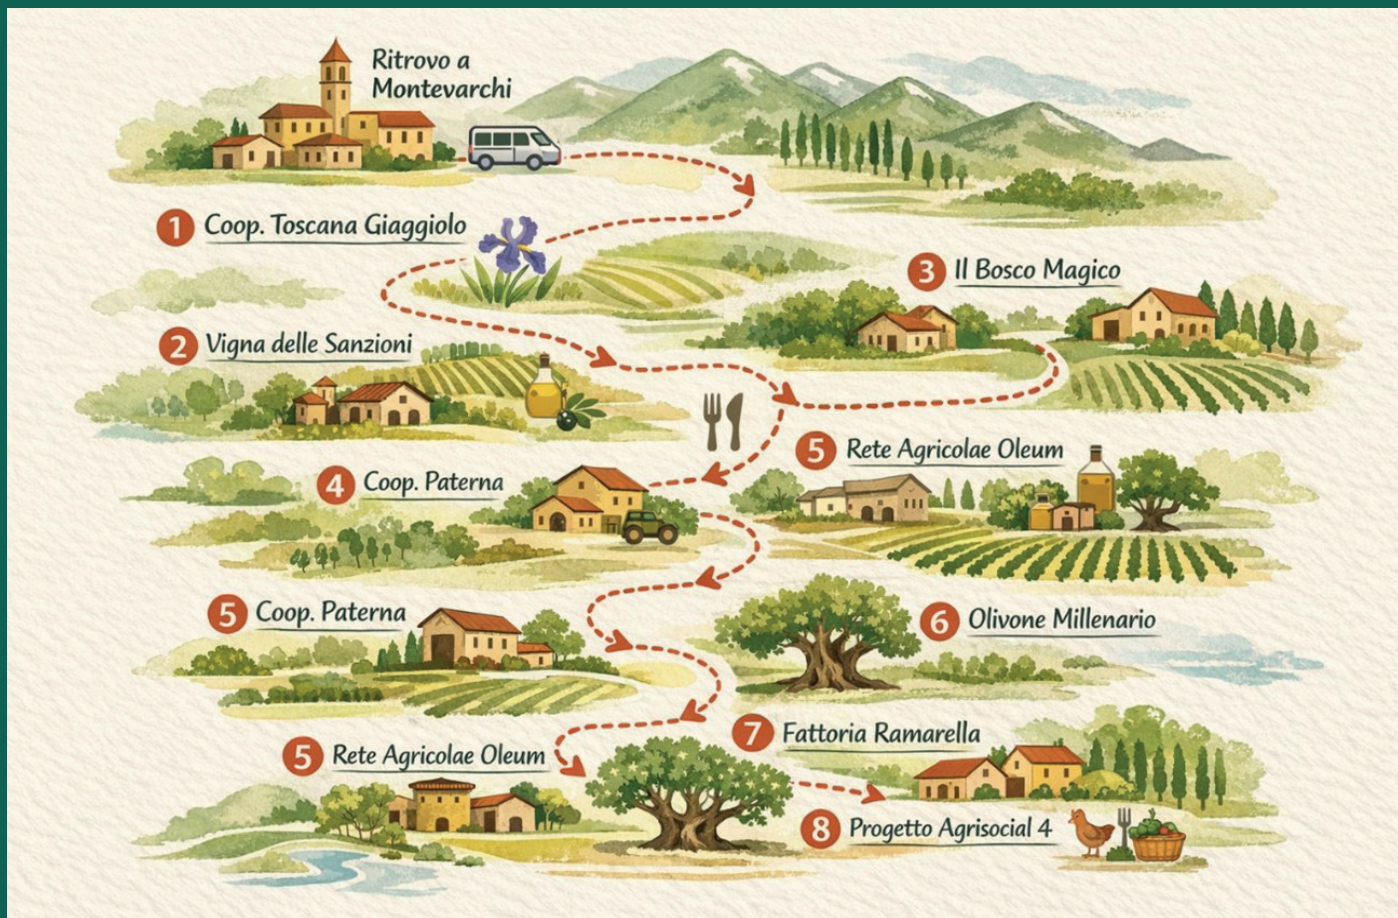 Ritrovo a
Montevarchi
1 Coop. Toscana Giaggiolo
3 Il Bosco Magico
2 Vigna delle Sanzioni
5 Rete Agricolae Oleum
4 Coop. Paterna
5 Coop. Paterna
6 Olivone Millenario
7 Fattoria Ramarella
5 Rete Agricolae Oleum
8 Progetto Agrisocial 4